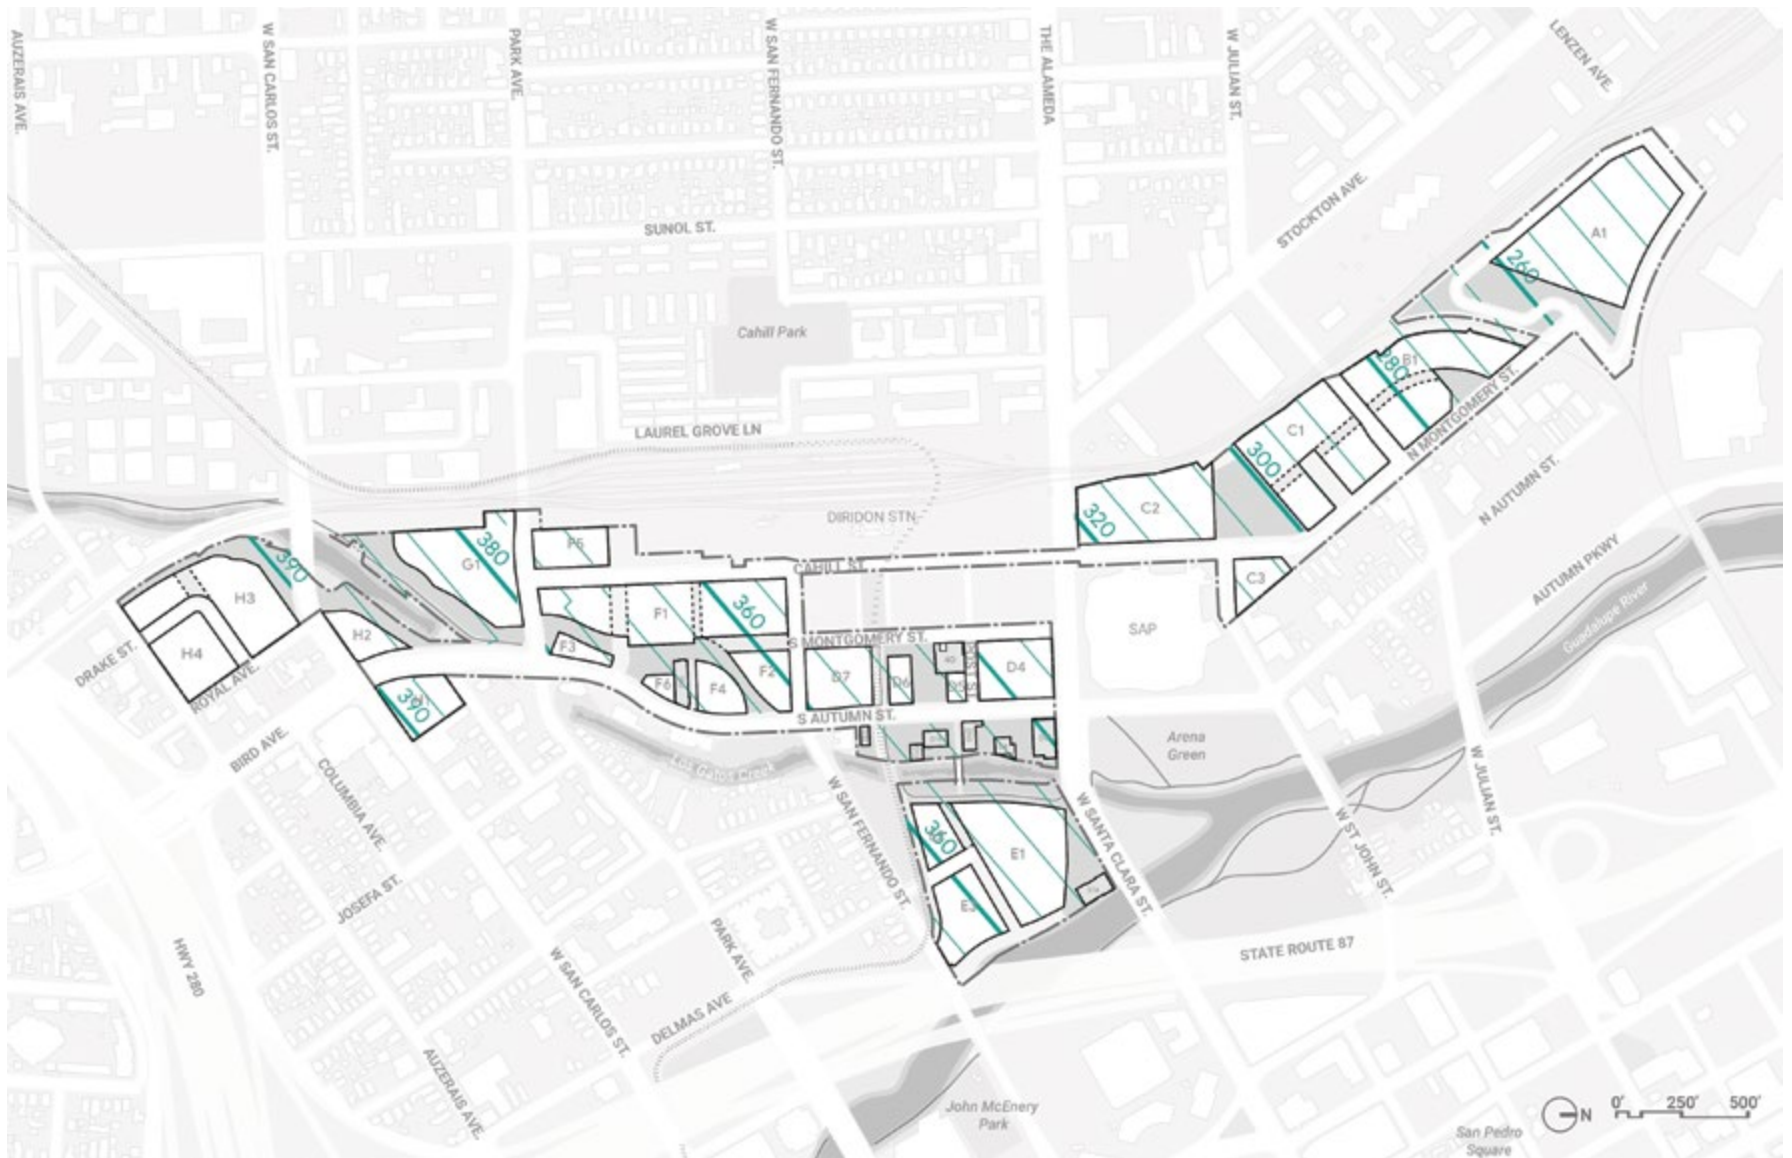 AUZERAIS AVE.
W SAN CARLOS ST.
PARK AVE.
W SAN FERNANDO ST.
THE ALAMEDA
W JULIAN ST.
LENZEN AVE.
STOCKTON AVE.
SUNOL ST.
Cahill Park
LAUREL GROVE LN
DIRIDON STN
CAHILL ST.
A1
260
B1
280
N MONTGOMERY ST.
C1
300
N AUTUMN ST.
C2
320
C3
AUTUMN PKWY
Guadalupe River
SAP
390
H3
H4
DRAKE ST.
ROYAL AVE.
H2
H1
390
G1
380
F5
F1
360
F3
F6
F4
F2
S MONTGOMERY ST.
D7
D6
D5
POST ST.
D4
S AUTUMN ST.
Los Gatos Creek
Arena
Green
BIRD AVE.
COLUMBIA AVE.
JOSEFA ST.
HWY 280
AUZERAIS AVE.
W SAN CARLOS ST.
PARK AVE.
DELMAS AVE
W SAN FERNANDO ST.
360
E1
E3
W SANTA CLARA ST.
W ST JOHN ST.
W JULIAN ST.
STATE ROUTE 87
John McEnery
Park
San Pedro
Square
N
0' 250' 500'